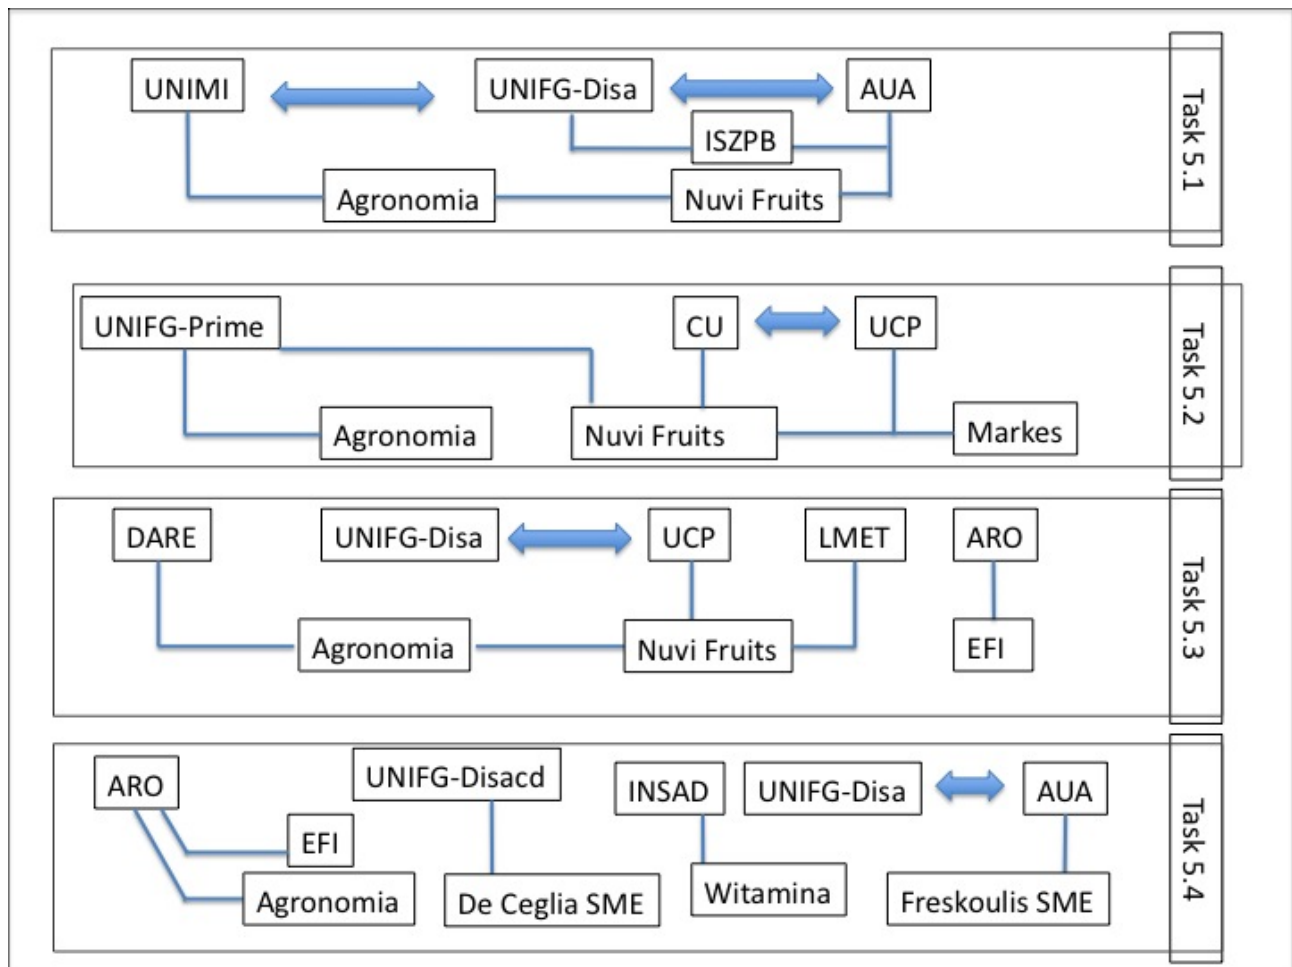 UNIMI
UNIFG-Disa
AUA
ISZPB
Agronomia
Nuvi Fruits
Task 5.1
UNIFG-Prime
CU
UCP
Agronomia
Nuvi Fruits
Markes
Task 5.2
DARE
UNIFG-Disa
UCP
LMET
ARO
Agronomia
Nuvi Fruits
EFI
Task 5.3
ARO
UNIFG-Disacd
INSAD
UNIFG-Disa
AUA
EFI
Agronomia
De Ceglia SME
Witamina
Freskoulis SME
Task 5.4